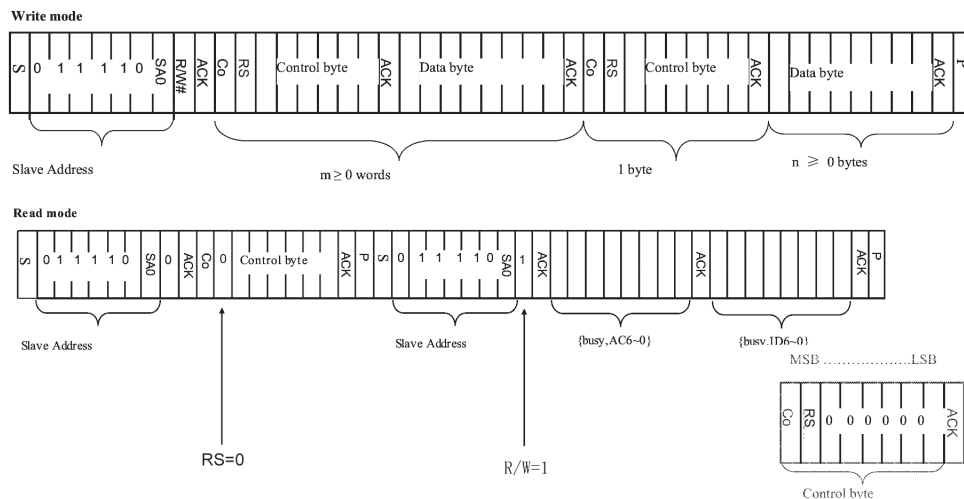 Write mode
S 0 1 1 1 1 0 SA0 R/W# ACK Co RS Control byte ACK Data byte ACK Co RS Control byte ACK Data byte ACK P
Slave Address
m ≥ 0 words
1 byte
n ≥ 0 bytes
Read mode
S 0 1 1 1 1 0 SA0 0 ACK Co 0 Control byte ACK P S 0 1 1 1 1 0 SA0 1 ACK ACK ACK P
Slave Address
Slave Address
{busy,AC6~0}
{busy,ID6~0}
MSB ....................LSB
Co RS... 0 0 0 0 0 0 ACK
Control byte
RS=0
R/W=1